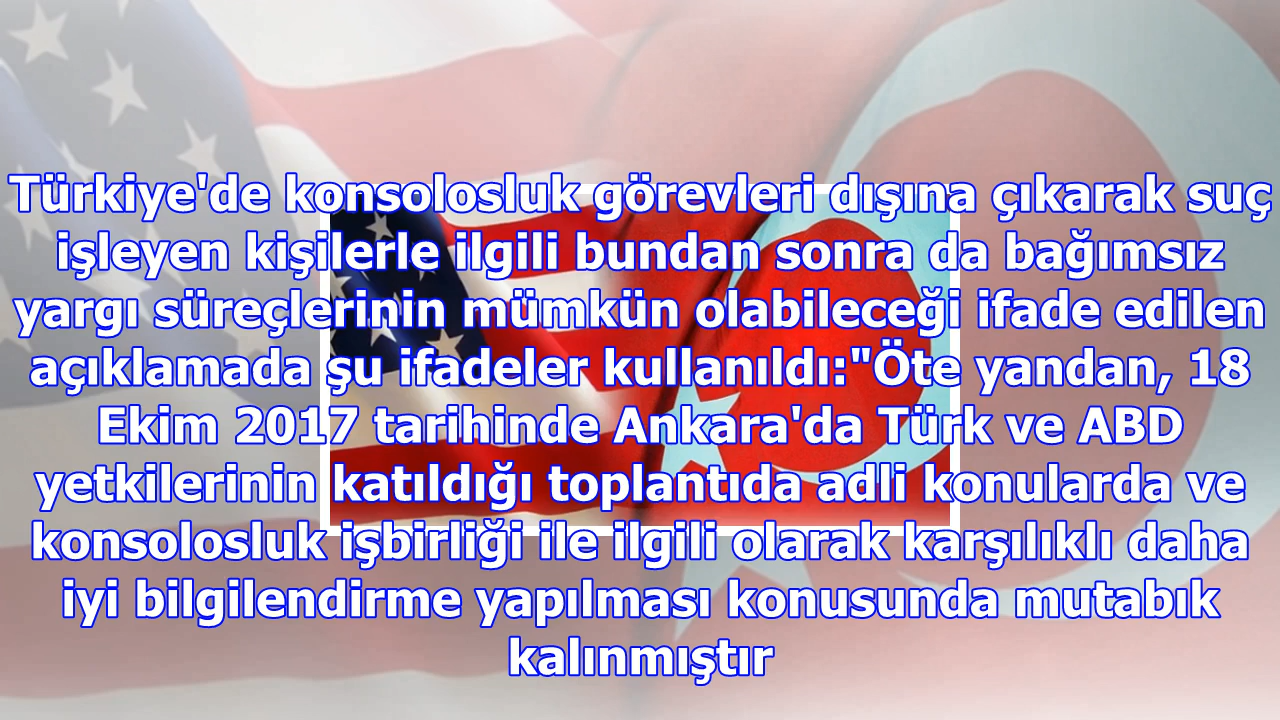 Türkiye'de konsolosluk görevleri dışına çıkarak suç
işleyen kişilerle ilgili bundan sonra da bağımsız
yargı süreçlerinin mümkün olabileceği ifade edilen
açıklamada şu ifadeler kullanıldı:"Öte yandan, 18
Ekim 2017 tarihinde Ankara'da Türk ve ABD
yetkilerinin katıldığı toplantıda adli konularda ve
konsolosluk işbirliği ile ilgili olarak karşılıklı daha
iyi bilgilendirme yapılması konusunda mutabık
kalınmıştır